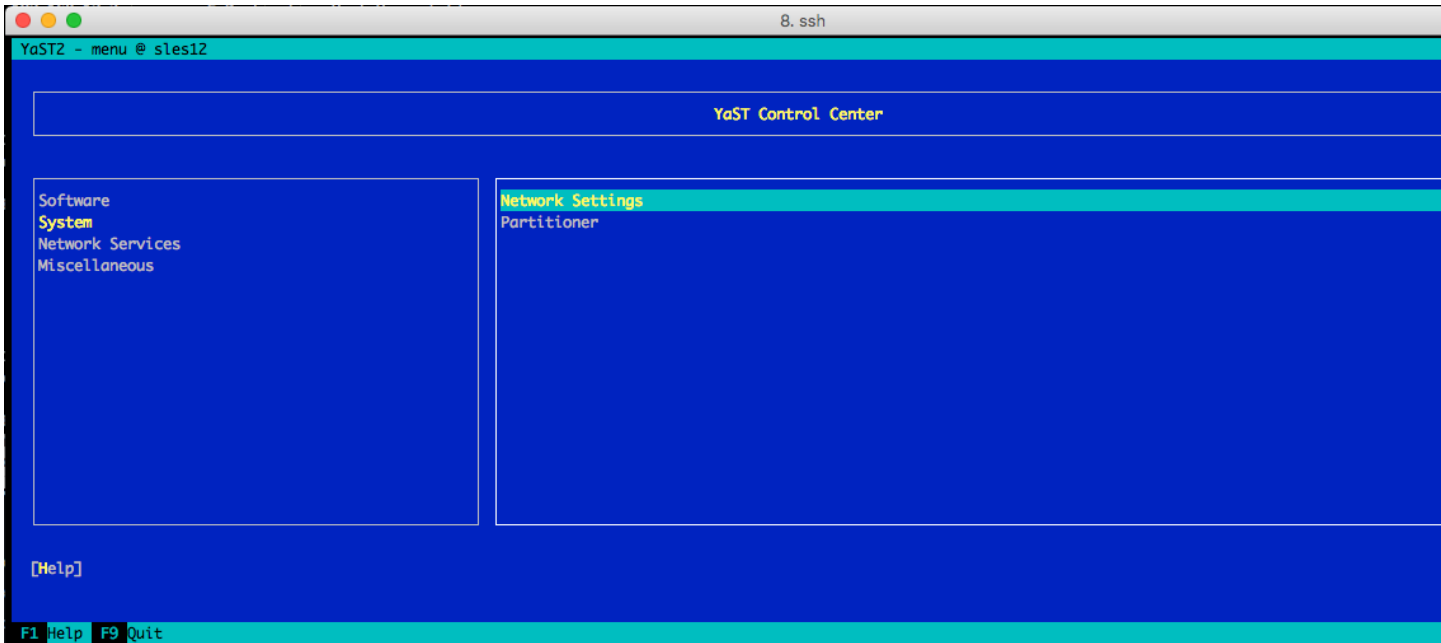 8. ssh
YaST2 - menu @ sles12
YaST Control Center
Software
System
Network Services
Miscellaneous
Network Settings
Partitioner
[Help]
F1 Help F9 Quit